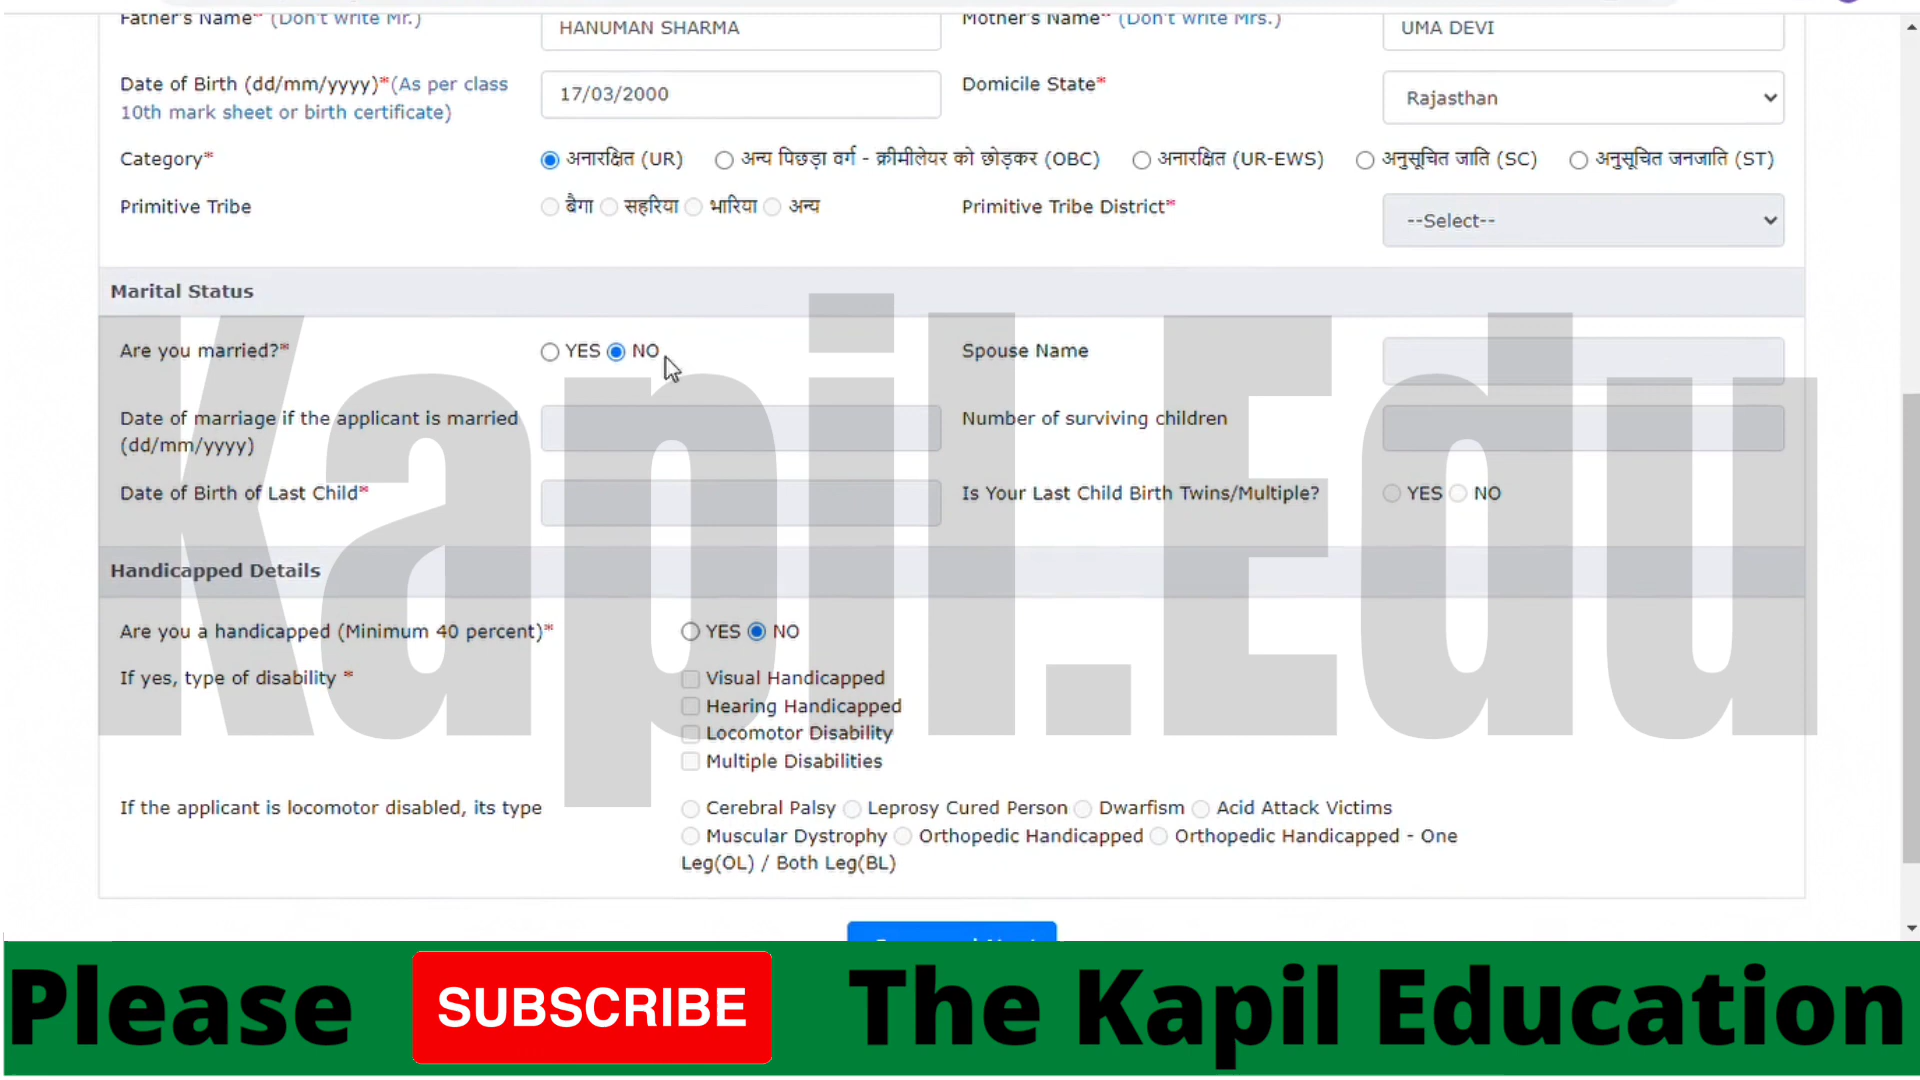 Father's Name* (Don't write Mr.) HANUMAN SHARMA Mother's Name* (Don't write Mrs.) UMA DEVI
Date of Birth (dd/mm/yyyy)*(As per class 17/03/2000 Domicile State* Rajasthan
10th mark sheet or birth certificate)
Category* अनारक्षित (UR) अन्य पिछड़ा वर्ग - क्रीमीलेयर को छोड़कर (OBC) अनारक्षित (UR-EWS) अनुसूचित जाति (SC) अनुसूचित जनजाति (ST)
Primitive Tribe बैगा सहरिया भारिया अन्य Primitive Tribe District* --Select--
Marital Status
Are you married?* YES NO Spouse Name
Date of marriage if the applicant is married Number of surviving children
(dd/mm/yyyy)
Date of Birth of Last Child* Is Your Last Child Birth Twins/Multiple? YES NO
Handicapped Details
Are you a handicapped (Minimum 40 percent)* YES NO
If yes, type of disability * Visual Handicapped
Hearing Handicapped
Locomotor Disability
Multiple Disabilities
If the applicant is locomotor disabled, its type Cerebral Palsy Leprosy Cured Person Dwarfism Acid Attack Victims
Muscular Dystrophy Orthopedic Handicapped Orthopedic Handicapped - One
Leg(OL) / Both Leg(BL)
Kapil.Edu
Please SUBSCRIBE The Kapil Education